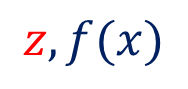 z, f(x)